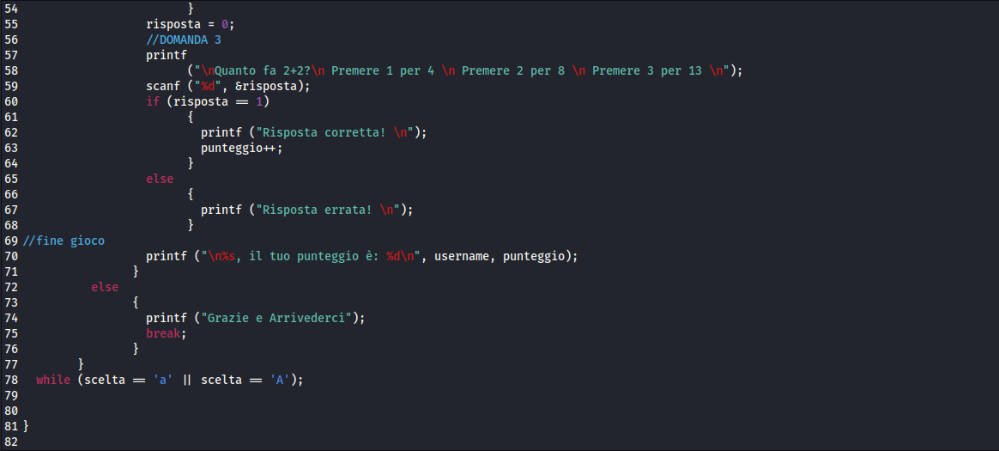 54                         }
55                   risposta = 0;
56                   //DOMANDA 3
57                   printf
58                         ("\nQuanto fa 2+2?\n Premere 1 per 4 \n Premere 2 per 8 \n Premere 3 per 13 \n");
59                   scanf ("%d", &risposta);
60                   if (risposta == 1)
61                         {
62                           printf ("Risposta corretta! \n");
63                           punteggio++;
64                         }
65                   else
66                         {
67                           printf ("Risposta errata! \n");
68                         }
69 //fine gioco
70                   printf ("\n%s, il tuo punteggio è: %d\n", username, punteggio);
71                 }
72           else
73                 {
74                   printf ("Grazie e Arrivederci");
75                   break;
76                 }
77         }
78   while (scelta == 'a' || scelta == 'A');
79
80
81 }
82